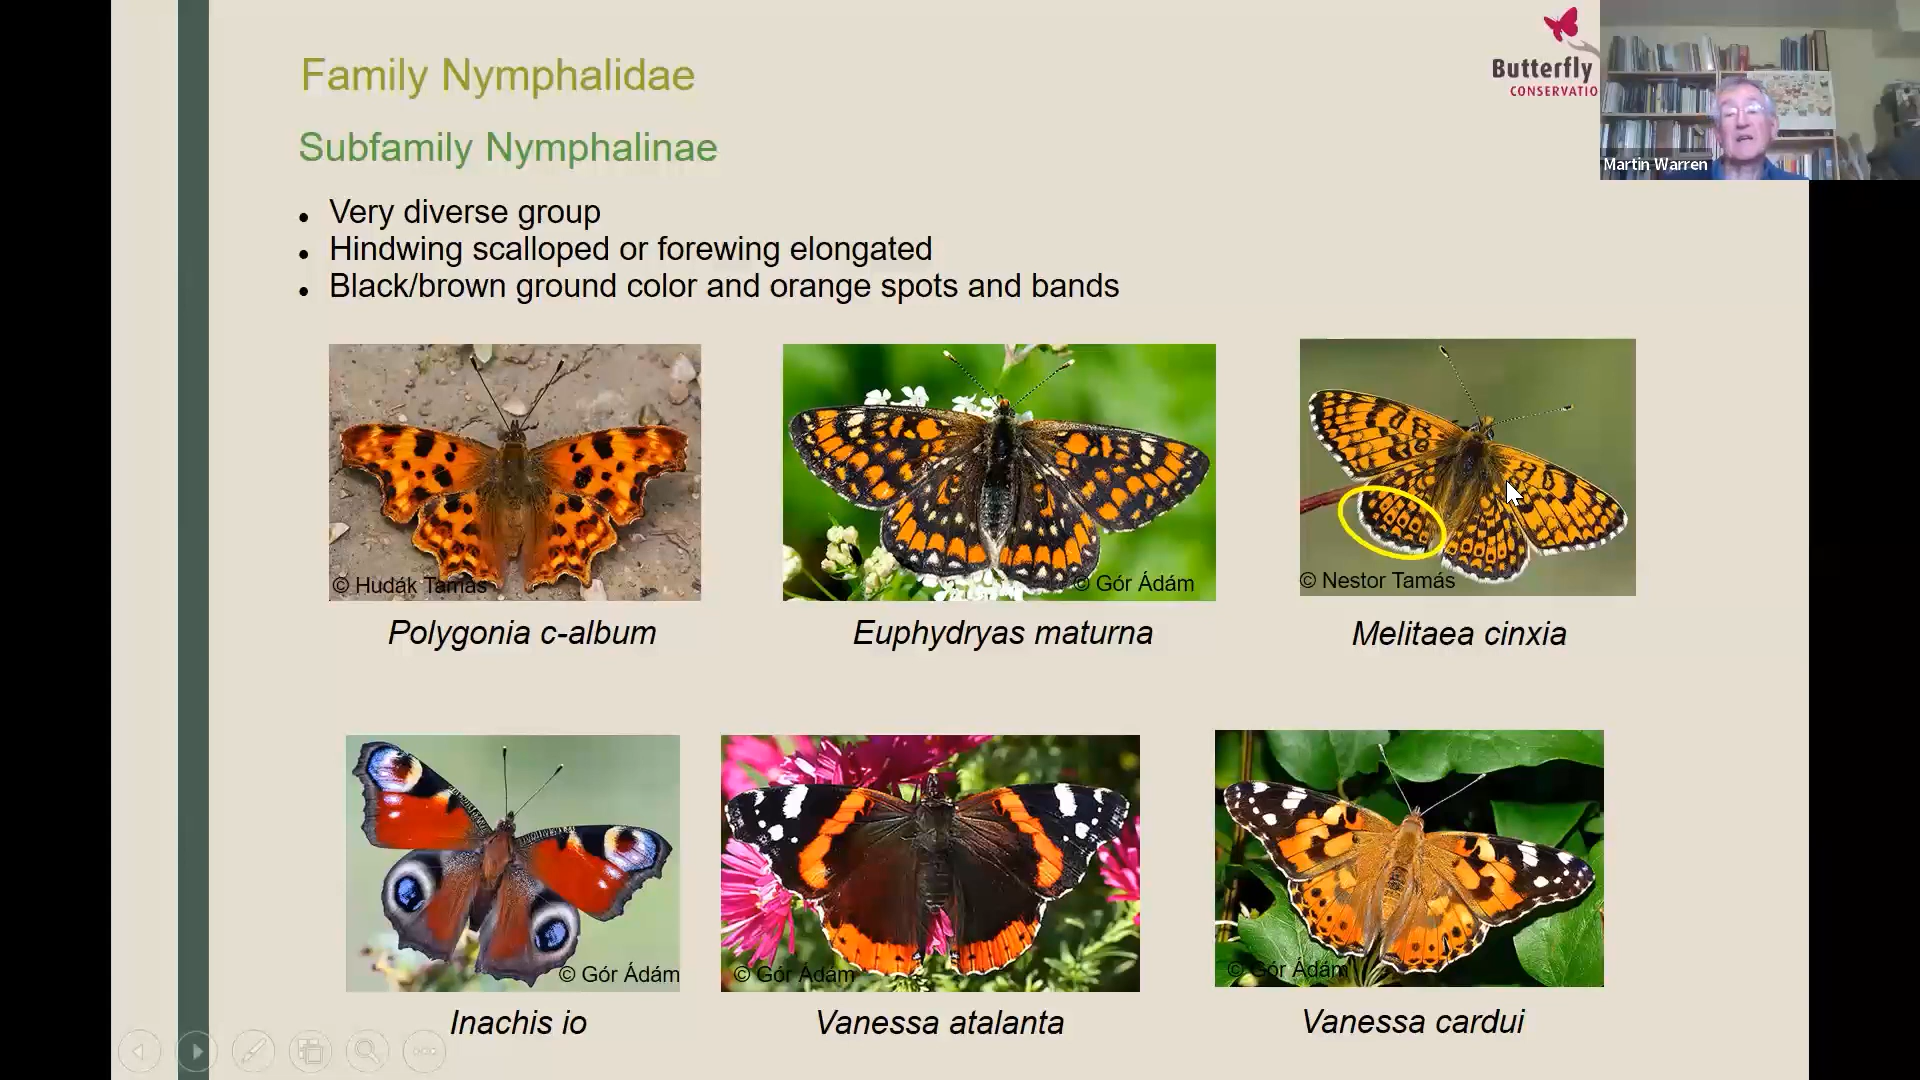 Family Nymphalidae
Butterfly
CONSERVATIO
Martin Warren
Subfamily Nymphalinae
Very diverse group
Hindwing scalloped or forewing elongated
Black/brown ground color and orange spots and bands
© Hudák Tamás
© Gór Ádám
© Nestor Tamás
Polygonia c-album
Euphydryas maturna
Melitaea cinxia
© Gór Ádám
© Gór Ádám
© Gór Ádám
Inachis io
Vanessa atalanta
Vanessa cardui